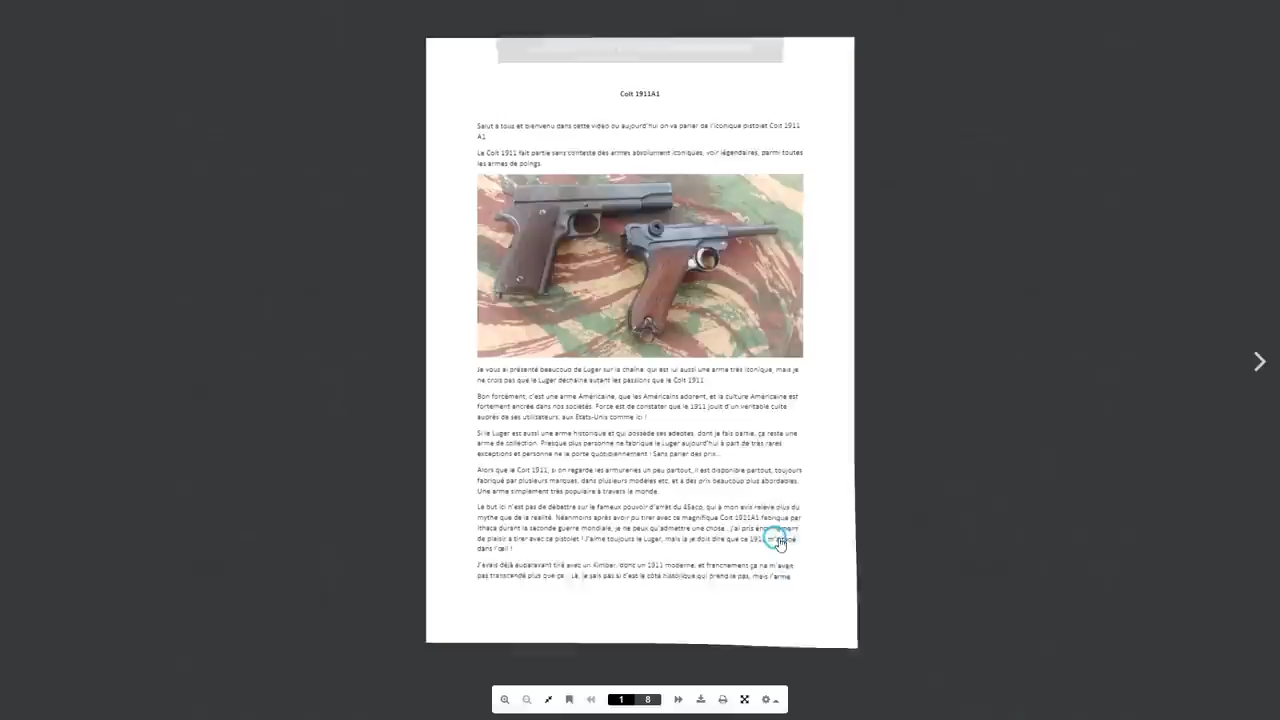 Colt 1911A1
Salut à tous et bienvenu dans cette vidéo ou aujourd'hui on va parler de l'iconique pistolet Colt 1911
A1
Le Colt 1911 fait partie sans conteste des armes absolument iconiques, voir légendaires, parmi toutes
les armes de poings.
Je vous ai présenté beaucoup de Luger sur la chaîne, qui est lui aussi une arme très iconique, mais je
ne crois pas que le Luger déchaine autant les passions que le Colt 1911
Bon forcément, c'est une arme Américaine, que les Américains adorent, et la culture Américaine est
fortement encrée dans nos sociétés. Force est de constater que le 1911 jouit d'un véritable culte
auprès de ses utilisateurs, aux Etats-Unis comme ici !
Si le Luger est aussi une arme historique et qui possède ses adeptes, dont je fais partie, ça reste une
arme de collection. Presque plus personne ne fabrique le Luger aujourd'hui à part de très rares
exceptions et personne ne le porte quotidiennement ! Sans parler des prix...
Alors que le Colt 1911, si on regarde les armureries un peu partout, il est disponible partout, toujours
fabriqué par plusieurs marques, dans plusieurs modèles etc, et a des prix beaucoup plus abordables.
Une arme simplement très populaire à travers le monde.
Le but ici n'est pas de débattre sur le fameux pouvoir d'arrêt du 45acp, qui à mon avis relève plus du
mythe que de la réalité. Néanmoins après avoir pu tirer avec ce magnifique Colt 1911A1 fabriqué par
Ithaca durant la seconde guerre mondiale, je ne peux qu'admettre une chose... j'ai pris
de plaisir à tirer avec ce pistolet ! J'aime toujours le Luger, mais la je dois dire que ce 1911
dans l'œil !
J'avais déjà auparavant tiré avec un Kimber, donc un 1911 moderne, et franchement ça ne m'avait
pas transcendé plus que ça... Là, je sais pas si c'est le côté historique qui prend le pas, mais l'arme
1 8